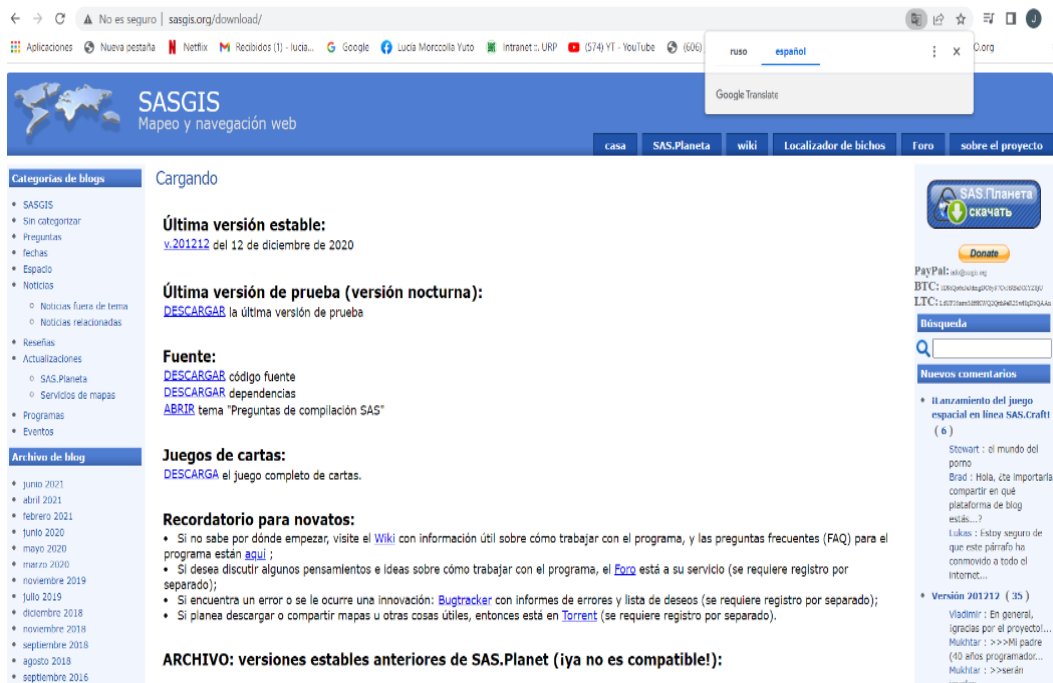 No es seguro | sasgis.org/download/
Aplicaciones Nueva pestaña Netflix Recibidos (1) - lucia... Google Lucia Morccolla Yuto Intranet ::. URP (574) YT - YouTube (606) O.org
ruso español
Google Translate
SASGIS
Mapeo y navegación web
casa SAS.Planeta wiki Localizador de bichos Foro sobre el proyecto
Categorías de blogs
SASGIS
Sin categorizar
Preguntas
fechas
Espacio
Noticias
Noticias fuera de tema
Noticias relacionadas
Reseñas
Actualizaciones
SAS.Planeta
Servicios de mapas
Programas
Eventos
Archivo de blog
junio 2021
abril 2021
febrero 2021
junio 2020
mayo 2020
marzo 2020
noviembre 2019
julio 2019
diciembre 2018
noviembre 2018
septiembre 2018
agosto 2018
septiembre 2016
Cargando
Última versión estable:
v.201212 del 12 de diciembre de 2020
Última versión de prueba (versión nocturna):
DESCARGAR la última versión de prueba
Fuente:
DESCARGAR código fuente
DESCARGAR dependencias
ABRIR tema "Preguntas de compilación SAS"
Juegos de cartas:
DESCARGA el juego completo de cartas.
Recordatorio para novatos:
• Si no sabe por dónde empezar, visite el Wiki con información útil sobre cómo trabajar con el programa, y las preguntas frecuentes (FAQ) para el
programa están aquí ;
• Si desea discutir algunos pensamientos e ideas sobre cómo trabajar con el programa, el Foro está a su servicio (se requiere registro por
separado);
• Si encuentra un error o se le ocurre una innovación: Bugtracker con informes de errores y lista de deseos (se requiere registro por separado);
• Si planea descargar o compartir mapas u otras cosas útiles, entonces está en Torrent (se requiere registro por separado).
ARCHIVO: versiones estables anteriores de SAS.Planet (¡ya no es compatible!):
SAS.Планета
скачать
Donate
PayPal:
BTC:
LTC:
Búsqueda
Nuevos comentarios
¡Lanzamiento del juego
espacial en línea SAS.Craft!
( 6 )
Stewart : el mundo del
porno
Brad : Hola, ¿te importaría
compartir en qué
plataforma de blog
estás...?
Lukas : Estoy seguro de
que este párrafo ha
conmovido a todo el
internet...
Versión 201212 ( 35 )
Vladimir : En general,
¡gracias por el proyecto!...
Mukhtar : >>>Mi padre
(40 años programador...
Mukhtar : >>serán